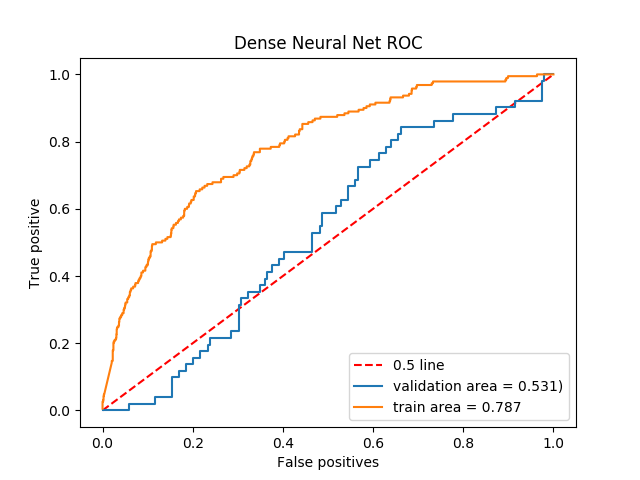 Dense Neural Net ROC
True positive
1.0
0.8
0.6
0.4
0.2
0.0
0.5 line
validation area = 0.531)
train area = 0.787
0.0 0.2 0.4 0.6 0.8 1.0
False positives